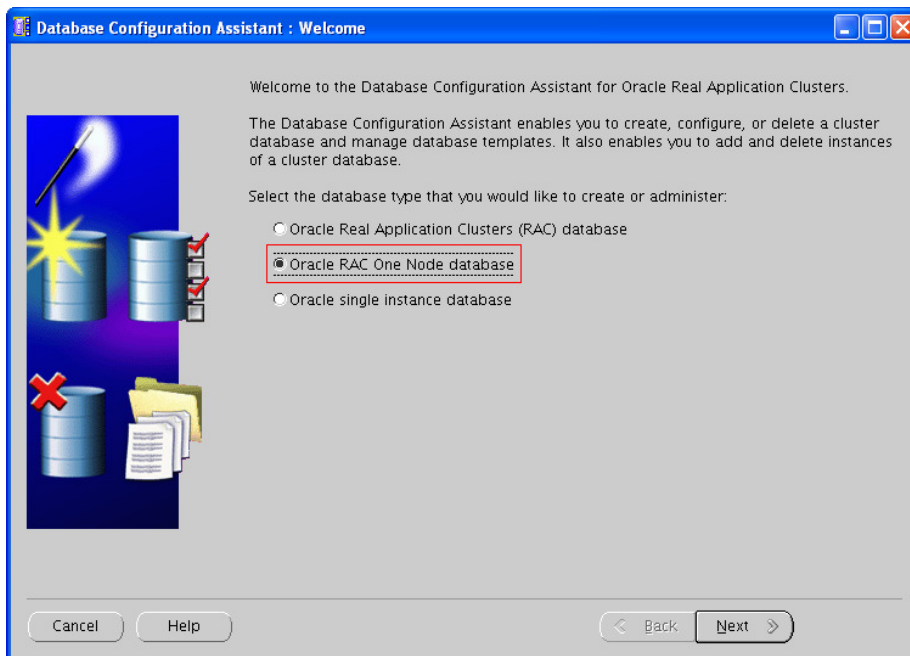 Database Configuration Assistant : Welcome
Welcome to the Database Configuration Assistant for Oracle Real Application Clusters.
The Database Configuration Assistant enables you to create, configure, or delete a cluster
database and manage database templates. It also enables you to add and delete instances
of a cluster database.
Select the database type that you would like to create or administer:
Oracle Real Application Clusters (RAC) database
Oracle RAC One Node database
Oracle single instance database
Cancel
Help
Back
Next